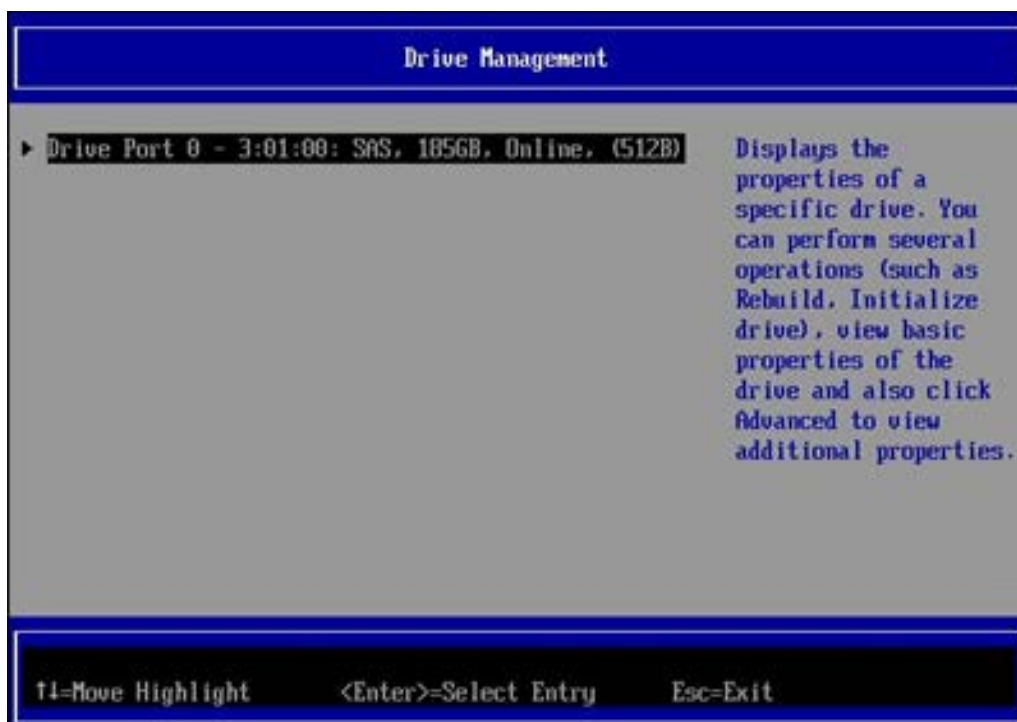 Drive Management
Drive Port 0 - 3:01:00: SAS, 185GB, Online, (512B)
Displays the
properties of a
specific drive. You
can perform several
operations (such as
Rebuild, Initialize
drive), view basic
properties of the
drive and also click
Advanced to view
additional properties.
↑↓=Move Highlight <Enter>=Select Entry Esc=Exit